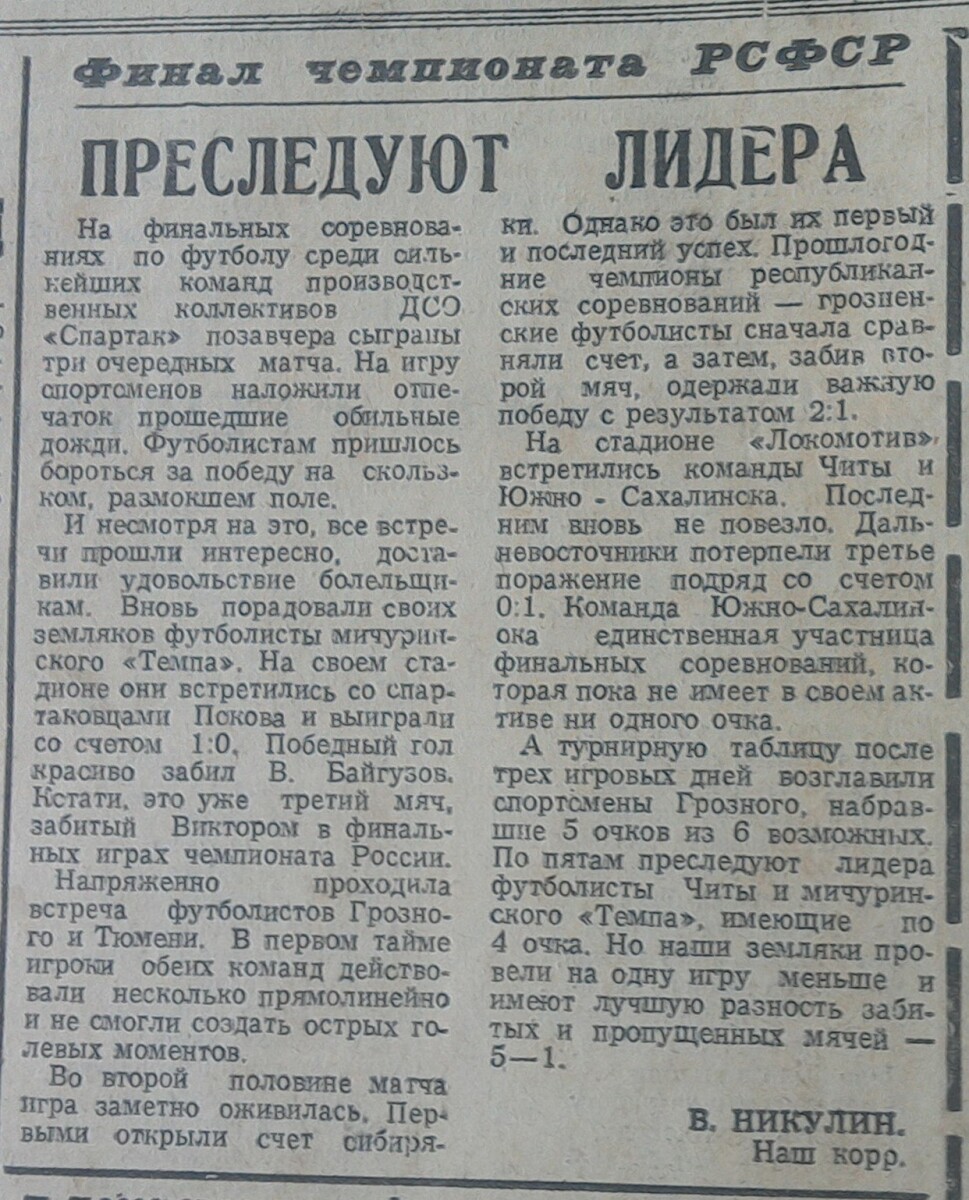 Финал чемпионата РСФСР
ПРЕСЛЕДУЮТ ЛИДЕРА
На финальных соревнова-
ниях по футболу среди силь-
нейших команд производст-
венных коллективов ДСО
«Спартак» позавчера сыграны
три очередных матча. На игру
спортсменов наложили отпе-
чаток прошедшие обильные
дожди. Футболистам пришлось
бороться за победу на скольз-
ком, размокшем поле.
И несмотря на это, все встре-
чи прошли интересно, доста-
вили удовольствие болельщи-
кам. Вновь порадовали своих
земляков футболисты мичурин-
ского «Темпа». На своем ста-
дионе они встретились со спар-
таковцами Пскова и выиграли
со счетом 1:0. Победный гол
красиво забил В. Байгузов.
Кстати, это уже третий мяч,
забитый Виктором в финаль-
ных играх чемпионата России.
Напряженно проходила
встреча футболистов Грозно-
го и Тюмени. В первом тайме
игроки обеих команд действо-
вали несколько прямолинейно
и не смогли создать острых го-
левых моментов.
Во второй половине матча
игра заметно оживилась. Пер-
выми открыли счет сибиря-
ки. Однако это был их первый
и последний успех. Прошлогод-
ние чемпионы республикан-
ских соревнований — грознен-
ские футболисты сначала срав-
няли счет, а затем, забив вто-
рой мяч, одержали важную
победу с результатом 2:1.
На стадионе «Локомотив»
встретились команды Читы и
Южно - Сахалинска. Послед-
ним вновь не повезло. Даль-
невосточники потерпели третье
поражение подряд со счетом
0:1. Команда Южно-Сахалин-
ска единственная участница
финальных соревнований, ко-
торая пока не имеет в своем ак-
тиве ни одного очка.
А турнирную таблицу после
трех игровых дней возглавили
спортсмены Грозного, набрав-
шие 5 очков из 6 возможных.
По пятам преследуют лидера
футболисты Читы и мичурин-
ского «Темпа», имеющие по
4 очка. Но наши земляки про-
вели на одну игру меньше и
имеют лучшую разность заби-
тых и пропущенных мячей —
5—1.
В. НИКУЛИН.
Наш корр.